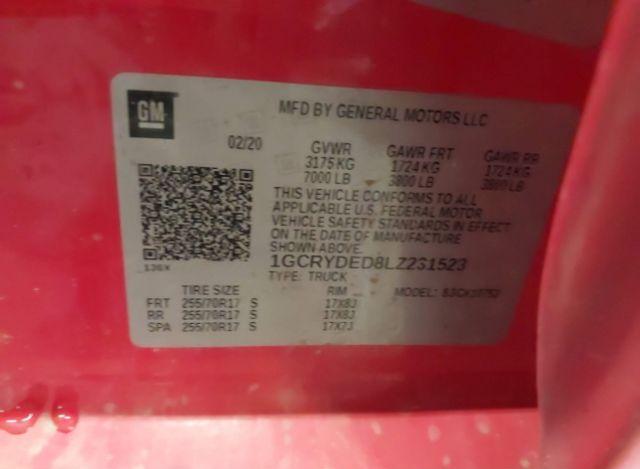 GM
MFD BY GENERAL MOTORS LLC
02/20 GVWR GAWR FRT GAWR RR
3175 KG 1724 KG 1724 KG
7000 LB 3800 LB 3800 LB
THIS VEHICLE CONFORMS TO ALL
APPLICABLE U.S. FEDERAL MOTOR
VEHICLE SAFETY STANDARDS IN EFFECT
ON THE DATE OF MANUFACTURE
SHOWN ABOVE.
1GCRYDED8LZ231523
TYPE: TRUCK MODEL:
TIRE SIZE RIM
FRT 255/70R17 S 17X8J
RR 255/70R17 S 17X8J
SPA 255/70R17 S 17X7J